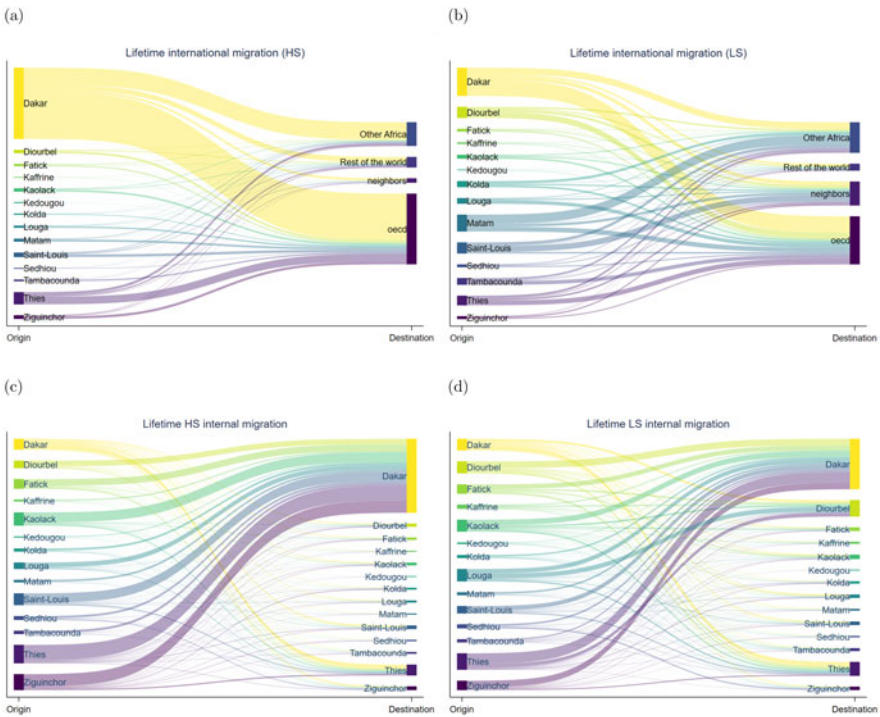 (a)
Lifetime international migration (HS)
Dakar
Diourbel
Fatick
Kaffrine
Kaolack
Kedougou
Kolda
Louga
Matam
Saint-Louis
Sedhiou
Tambacounda
Thies
Ziguinchor
Other Africa
Rest of the world
neighbors
oecd
Origin
Destination
(b)
Lifetime international migration (LS)
Dakar
Diourbel
Fatick
Kaffrine
Kaolack
Kedougou
Kolda
Louga
Matam
Saint-Louis
Sedhiou
Tambacounda
Thies
Ziguinchor
Other Africa
Rest of the world
neighbors
oecd
Origin
Destination
(c)
Lifetime HS internal migration
Dakar
Diourbel
Fatick
Kaffrine
Kaolack
Kedougou
Kolda
Louga
Matam
Saint-Louis
Sedhiou
Tambacounda
Thies
Ziguinchor
Dakar
Diourbel
Fatick
Kaffrine
Kaolack
Kedougou
Kolda
Louga
Matam
Saint-Louis
Sedhiou
Tambacounda
Thies
Ziguinchor
Origin
Destination
(d)
Lifetime LS internal migration
Dakar
Diourbel
Fatick
Kaffrine
Kaolack
Kedougou
Kolda
Louga
Matam
Saint-Louis
Sedhiou
Tambacounda
Thies
Ziguinchor
Dakar
Diourbel
Fatick
Kaffrine
Kaolack
Kedougou
Kolda
Louga
Matam
Saint-Louis
Sedhiou
Tambacounda
Thies
Ziguinchor
Origin
Destination